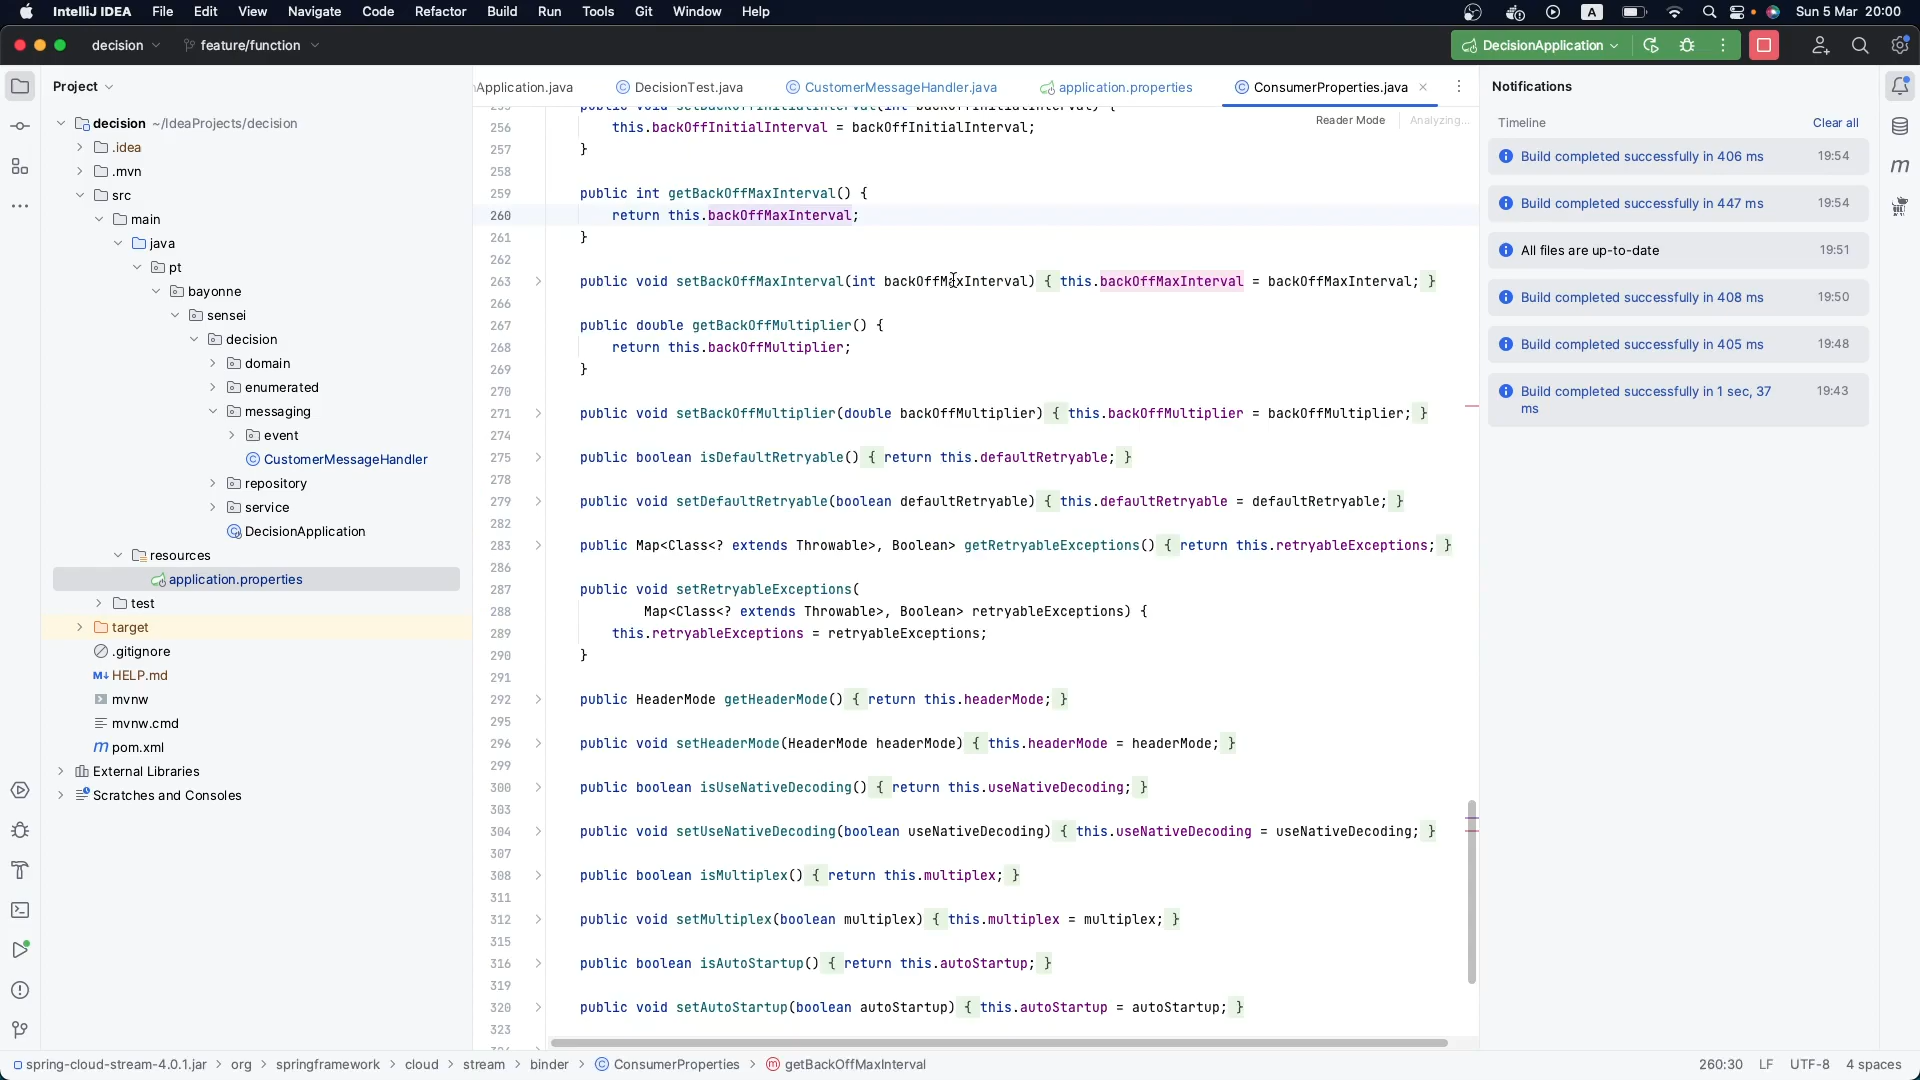 IntelliJ IDEA File Edit View Navigate Code Refactor Build Run Tools Git Window Help
A
Sun 5 Mar 20:00
decision
feature/function
DecisionApplication
Project
Application.java
DecisionTest.java
CustomerMessageHandler.java
application.properties
ConsumerProperties.java
Notifications
decision ~/IdeaProjects/decision
.idea
.mvn
src
main
java
pt
bayonne
sensei
decision
domain
enumerated
messaging
event
CustomerMessageHandler
repository
service
DecisionApplication
resources
application.properties
test
target
.gitignore
M↓ HELP.md
mvnw
mvnw.cmd
m pom.xml
External Libraries
Scratches and Consoles
Reader Mode
Analyzing...
255 public void setBackOffInitialInterval(int backOffInitialInterval) {
256 this.backOffInitialInterval = backOffInitialInterval;
257 }
258
259 public int getBackOffMaxInterval() {
260 return this.backOffMaxInterval;
261 }
262
263 public void setBackOffMaxInterval(int backOffMaxInterval) { this.backOffMaxInterval = backOffMaxInterval; }
266
267 public double getBackOffMultiplier() {
268 return this.backOffMultiplier;
269 }
270
271 public void setBackOffMultiplier(double backOffMultiplier) { this.backOffMultiplier = backOffMultiplier; }
274
275 public boolean isDefaultRetryable() { return this.defaultRetryable; }
278
279 public void setDefaultRetryable(boolean defaultRetryable) { this.defaultRetryable = defaultRetryable; }
282
283 public Map<Class<? extends Throwable>, Boolean> getRetryableExceptions() { return this.retryableExceptions; }
286
287 public void setRetryableExceptions(
288 Map<Class<? extends Throwable>, Boolean> retryableExceptions) {
289 this.retryableExceptions = retryableExceptions;
290 }
291
292 public HeaderMode getHeaderMode() { return this.headerMode; }
295
296 public void setHeaderMode(HeaderMode headerMode) { this.headerMode = headerMode; }
299
300 public boolean isUseNativeDecoding() { return this.useNativeDecoding; }
303
304 public void setUseNativeDecoding(boolean useNativeDecoding) { this.useNativeDecoding = useNativeDecoding; }
307
308 public boolean isMultiplex() { return this.multiplex; }
311
312 public void setMultiplex(boolean multiplex) { this.multiplex = multiplex; }
315
316 public boolean isAutoStartup() { return this.autoStartup; }
319
320 public void setAutoStartup(boolean autoStartup) { this.autoStartup = autoStartup; }
323
Timeline
Clear all
Build completed successfully in 406 ms 19:54
Build completed successfully in 447 ms 19:54
All files are up-to-date 19:51
Build completed successfully in 408 ms 19:50
Build completed successfully in 405 ms 19:48
Build completed successfully in 1 sec, 37 19:43
ms
m
spring-cloud-stream-4.0.1.jar > org > springframework > cloud > stream > binder > ConsumerProperties > getBackOffMaxInterval
260:30 LF UTF-8 4 spaces